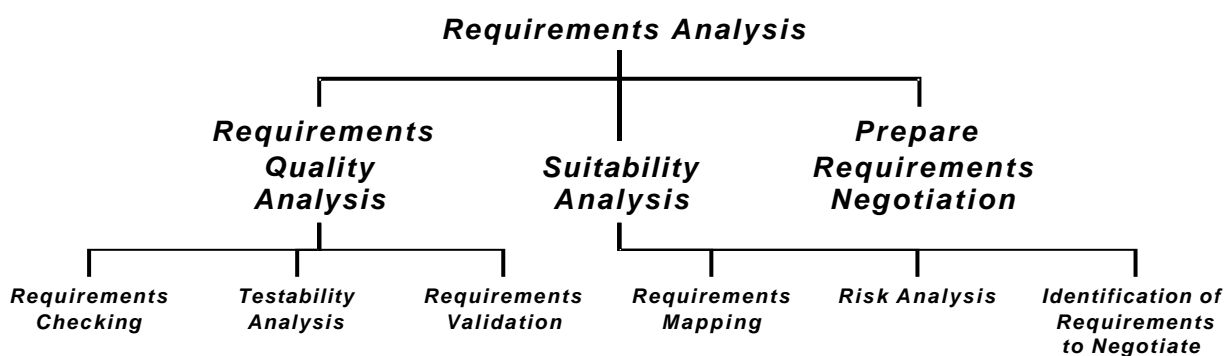 Requirements Analysis
Requirements
Quality
Analysis
Suitability
Analysis
Prepare
Requirements
Negotiation
Requirements
Checking
Testability
Analysis
Requirements
Validation
Requirements
Mapping
Risk Analysis
Identification of
Requirements
to Negotiate